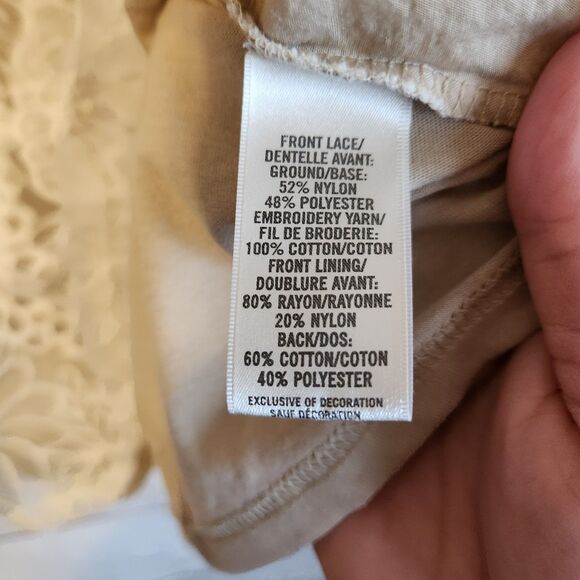 FRONT LACE/
DENTELLE AVANT:
GROUND/BASE:
52% NYLON
48% POLYESTER
EMBROIDERY YARN/
FIL DE BRODERIE:
100% COTTON/COTON
FRONT LINING/
DOUBLURE AVANT:
80% RAYON/RAYONNE
20% NYLON
BACK/DOS:
60% COTTON/COTON
40% POLYESTER
EXCLUSIVE OF DECORATION
SAUF DÉCORATION